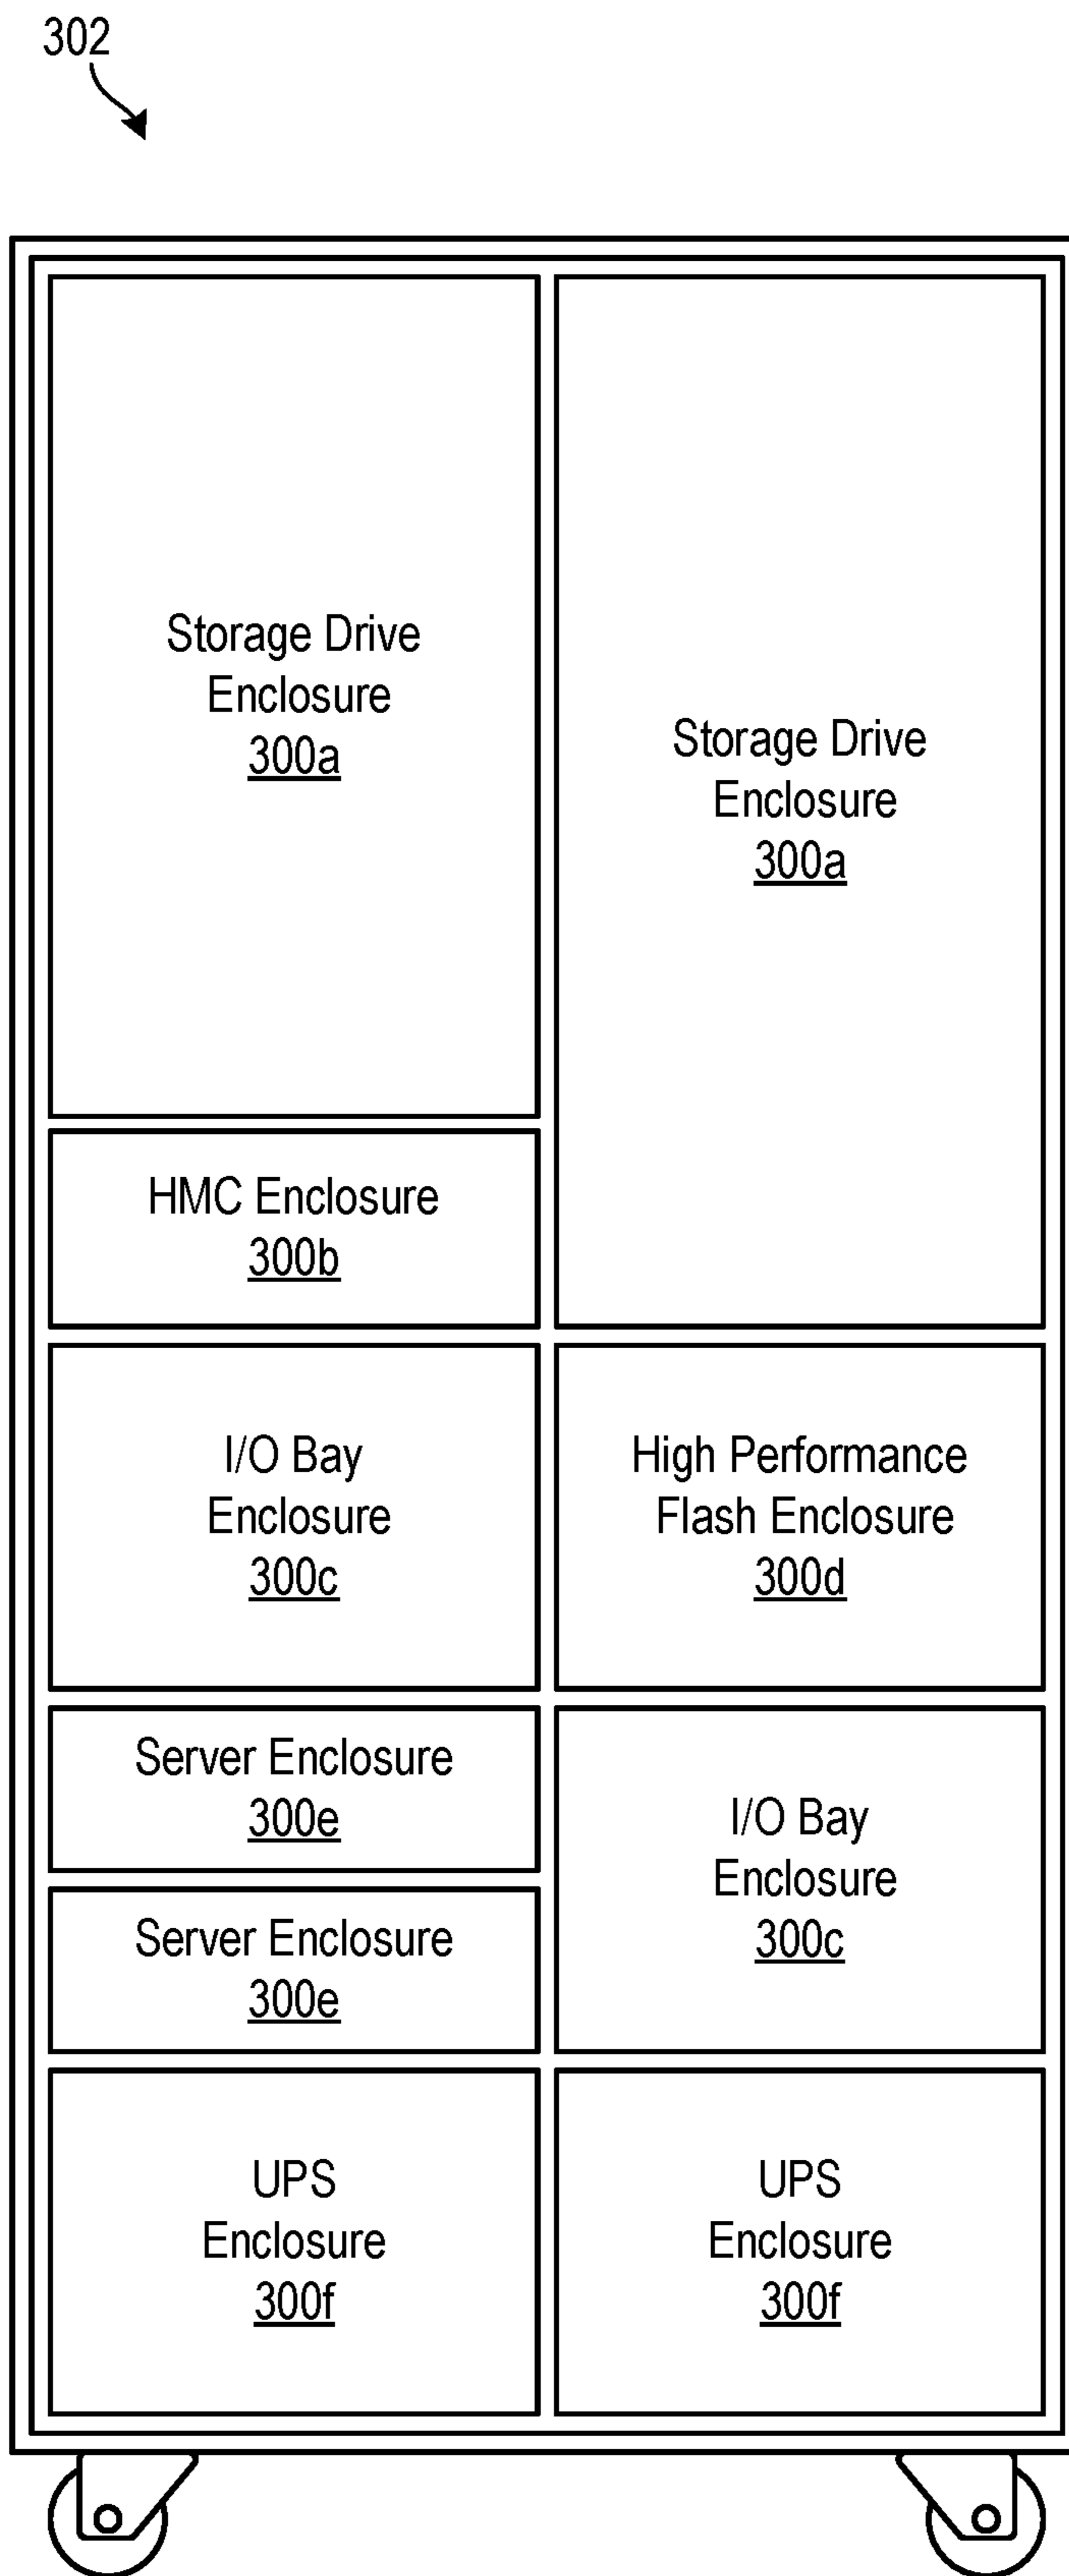 302
Storage Drive
Enclosure
300a
Storage Drive
Enclosure
300a
HMC Enclosure
300b
I/O Bay
Enclosure
300c
High Performance
Flash Enclosure
300d
Server Enclosure
300e
I/O Bay
Enclosure
300c
Server Enclosure
300e
UPS
Enclosure
300f
UPS
Enclosure
300f